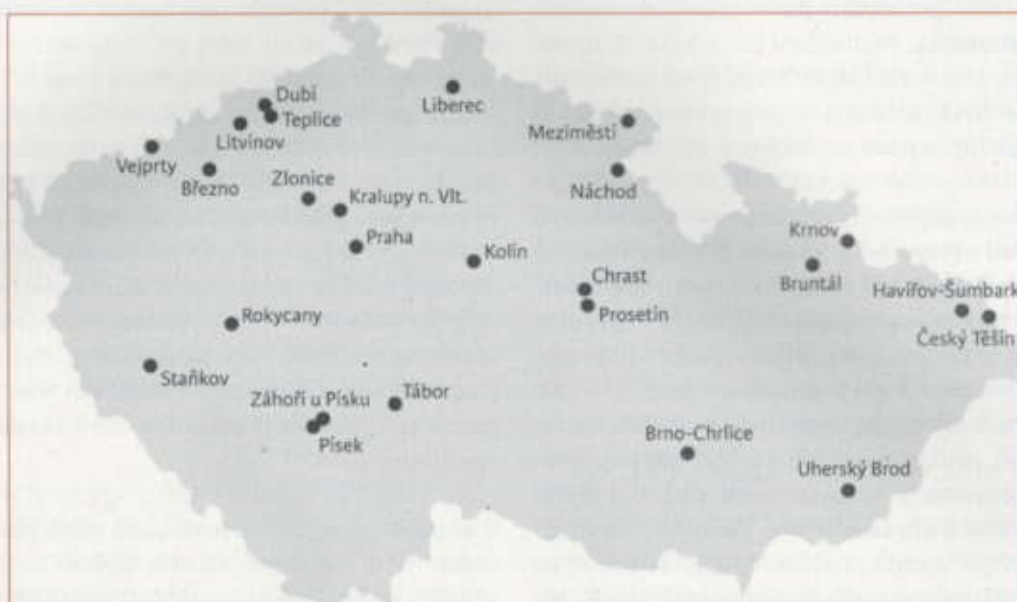 Dubí
Teplice
Litvínov
Liberec
Meziměstí
Vejprty
Březno
Zlonice
Kralupy n. Vlt.
Náchod
Praha
Kolín
Krnov
Bruntál
Chrast
Prosetín
Havířov-Šumbark
Český Těšín
Rokycany
Staňkov
Záhoří u Písku
Tábor
Písek
Brno-Chrlice
Uherský Brod